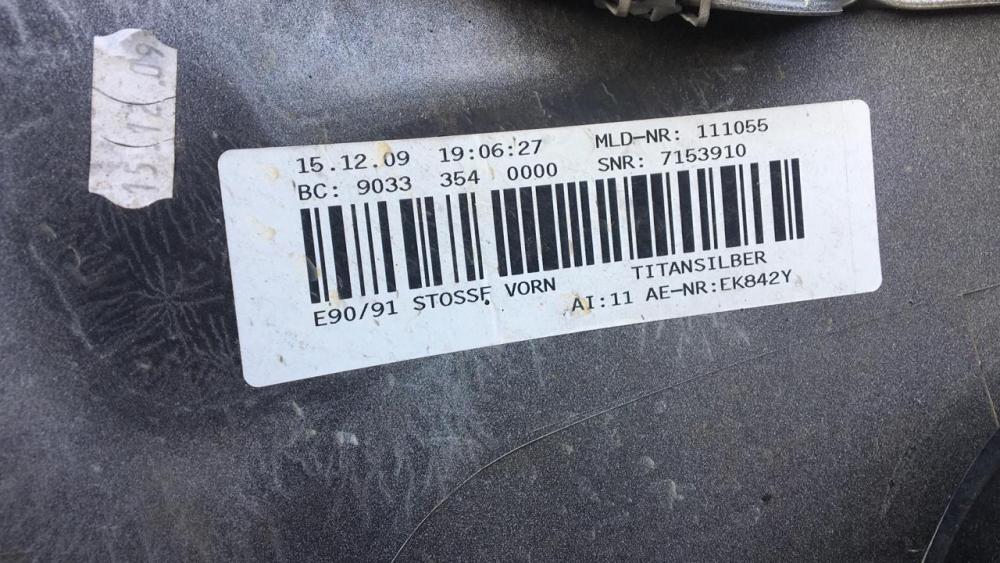 15.12.09
15.12.09 19:06:27 MLD-NR: 111055
BC: 9033 354 0000 SNR: 7153910
E90/91 STOSSF VORN TITANSILBER
AI:11 AE-NR:EK842Y